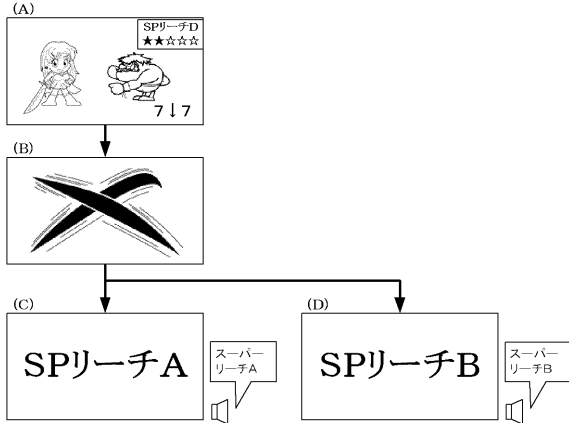 (A)
SPリーチD
★★☆☆☆
7↓7
(B)
(C)
(D)
SPリーチA
スーパー
リーチA
SPリーチB
スーパー
リーチB